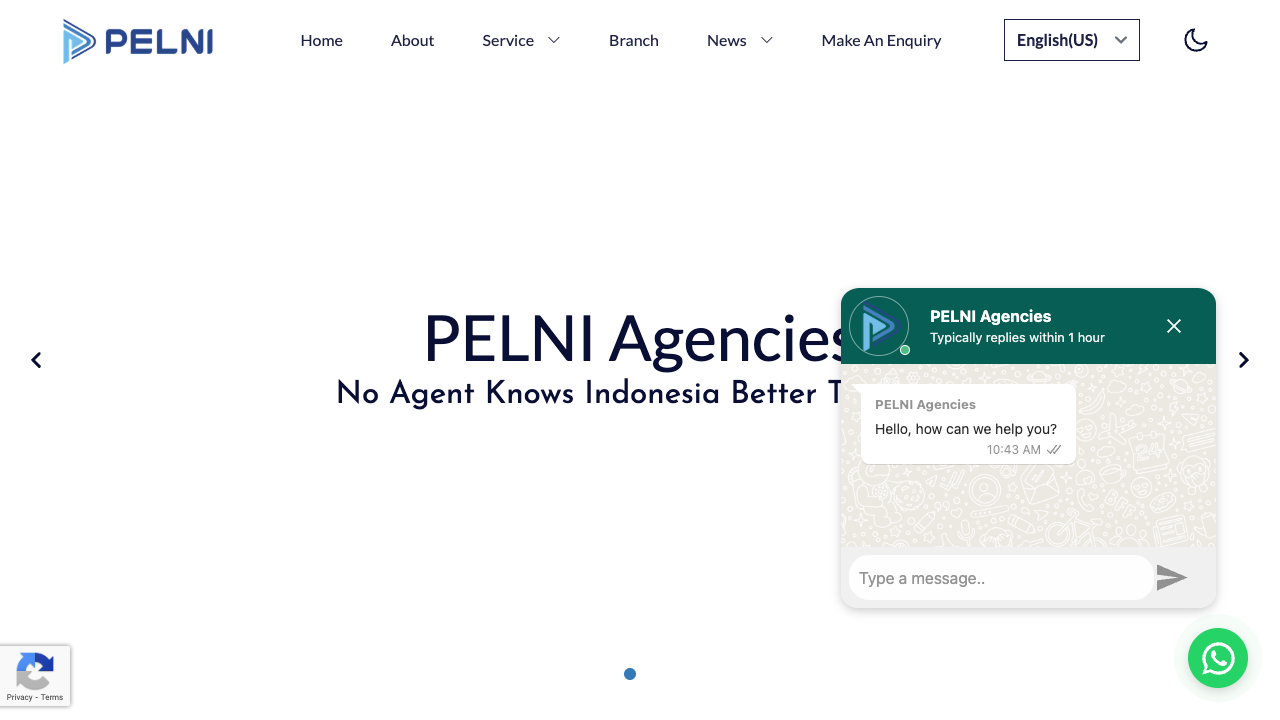 PELNI
Home
About
Service
Branch
News
Make An Enquiry
English(US)
PELNI Agencies
No Agent Knows Indonesia Better T
PELNI Agencies
Typically replies within 1 hour
PELNI Agencies
Hello, how can we help you?
10:43 AM
Type a message..
Privacy - Terms